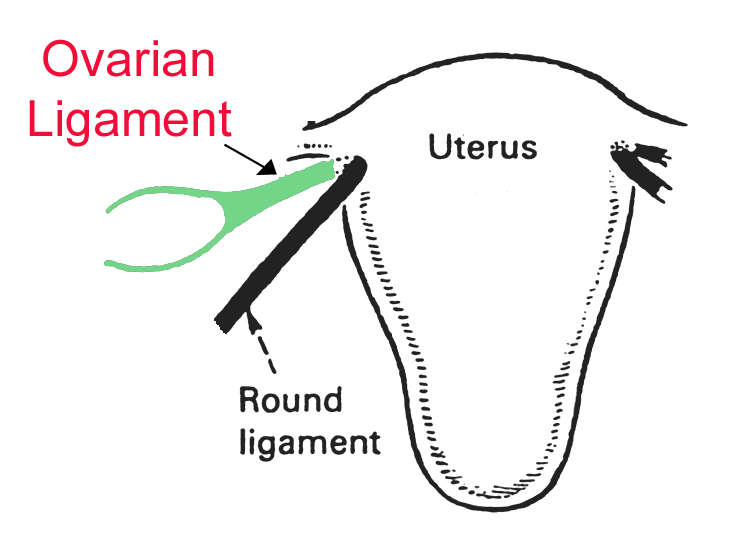 Ovarian
Ligament
Uterus
Round
ligament